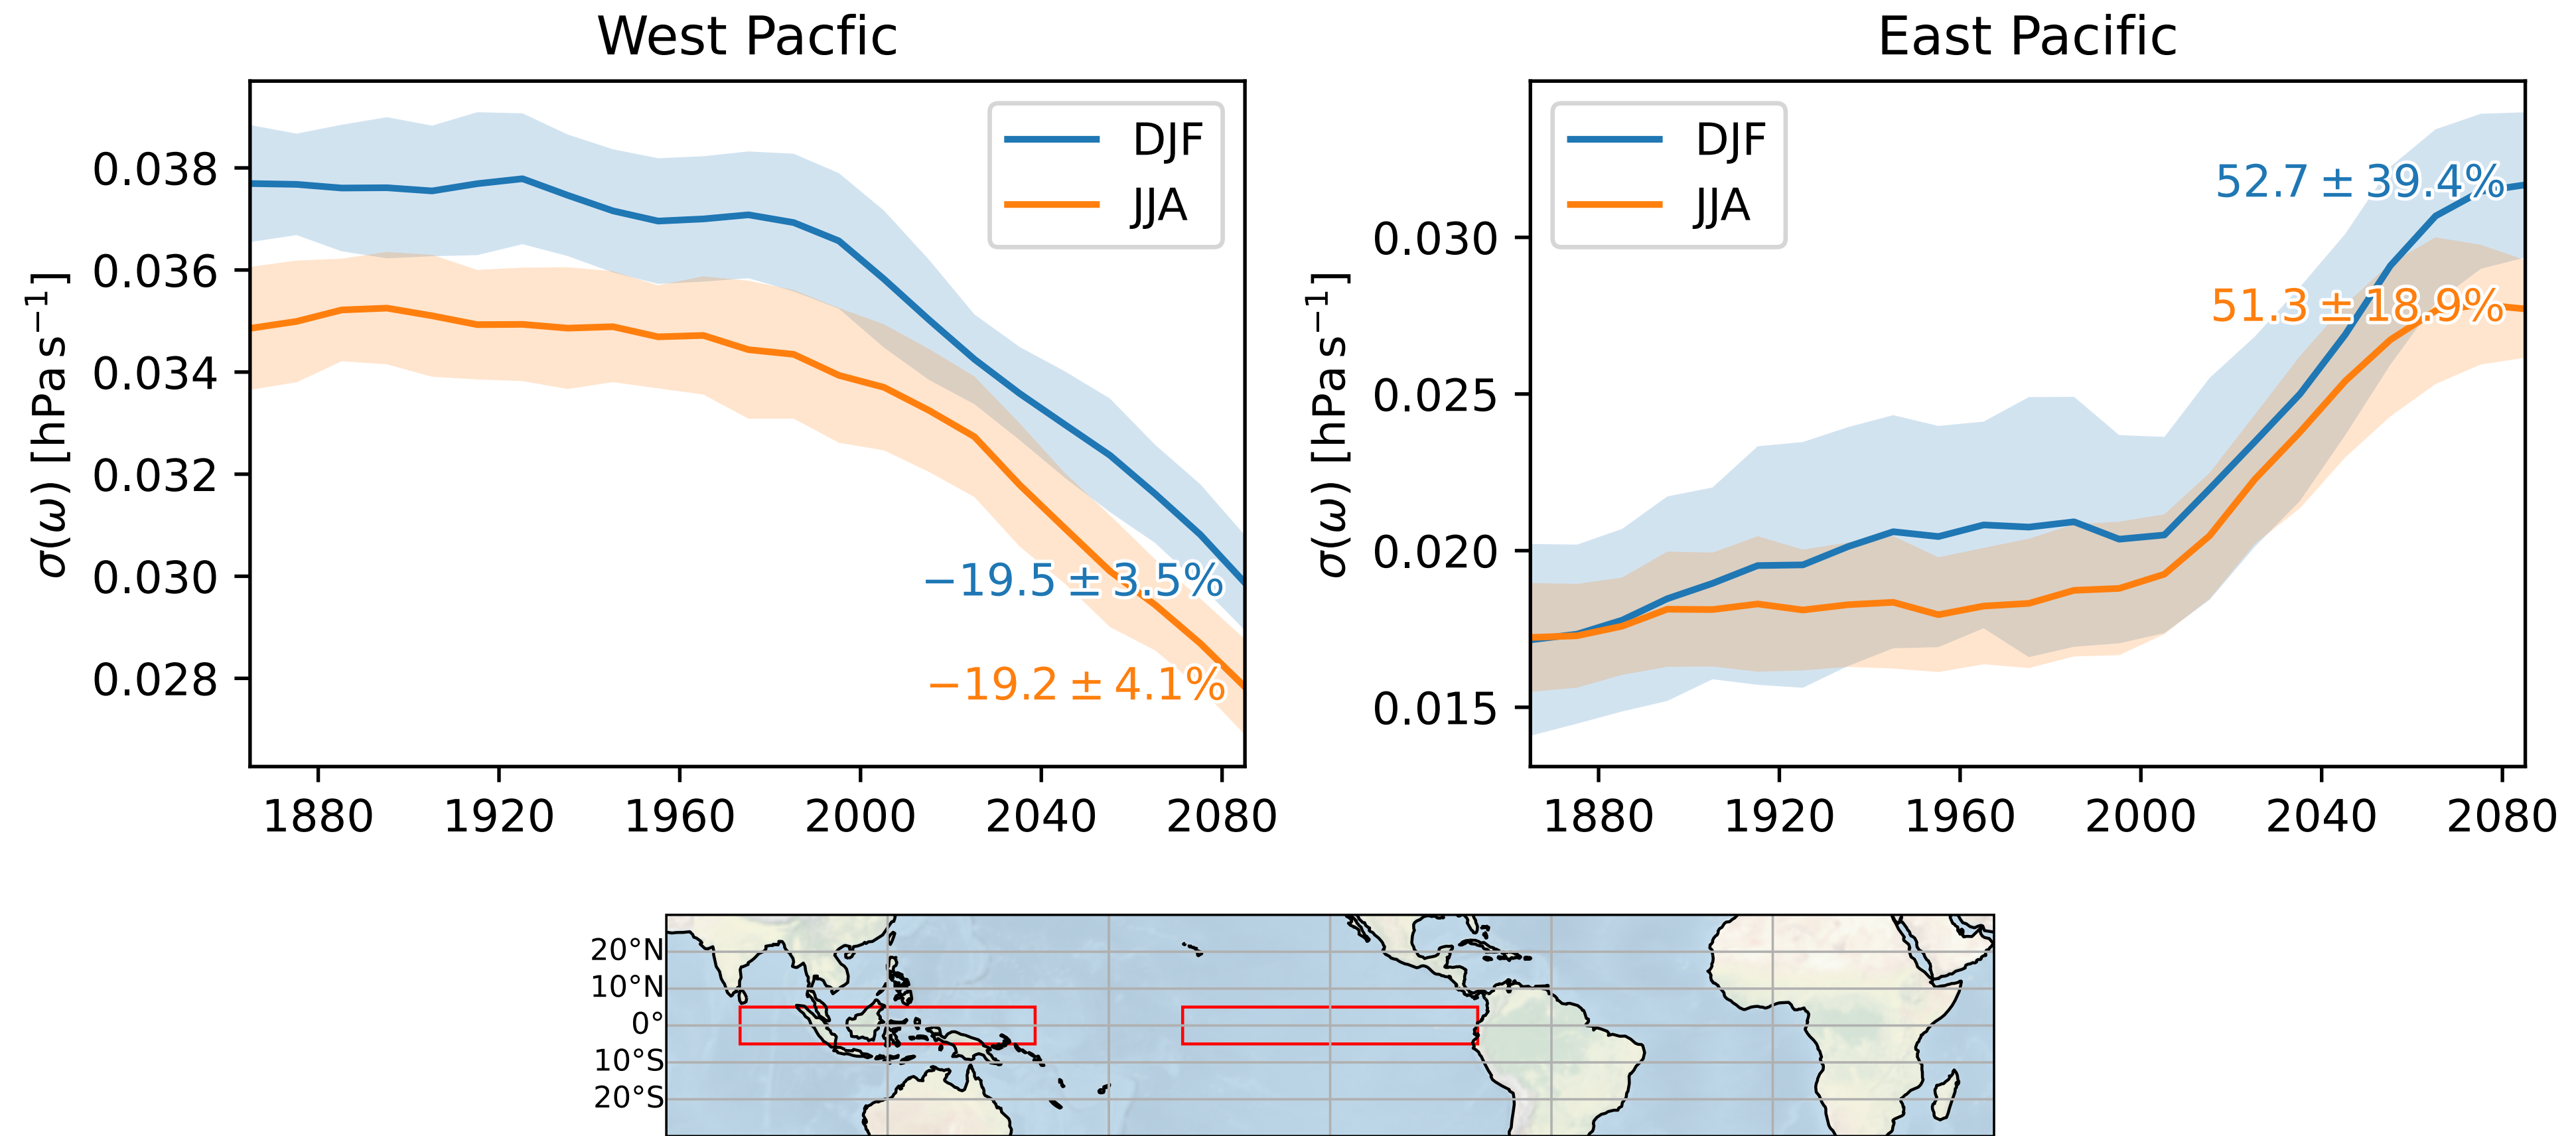 West Pacfic
DJF
JJA
0.038
0.036
0.034
0.032
0.030
0.028
σ(ω) [hPa s⁻¹]
−19.5 ± 3.5%
−19.2 ± 4.1%
1880 1920 1960 2000 2040 2080
East Pacific
DJF
JJA
52.7 ± 39.4%
51.3 ± 18.9%
0.030
0.025
0.020
0.015
σ(ω) [hPa s⁻¹]
1880 1920 1960 2000 2040 2080
20°N
10°N
0°
10°S
20°S